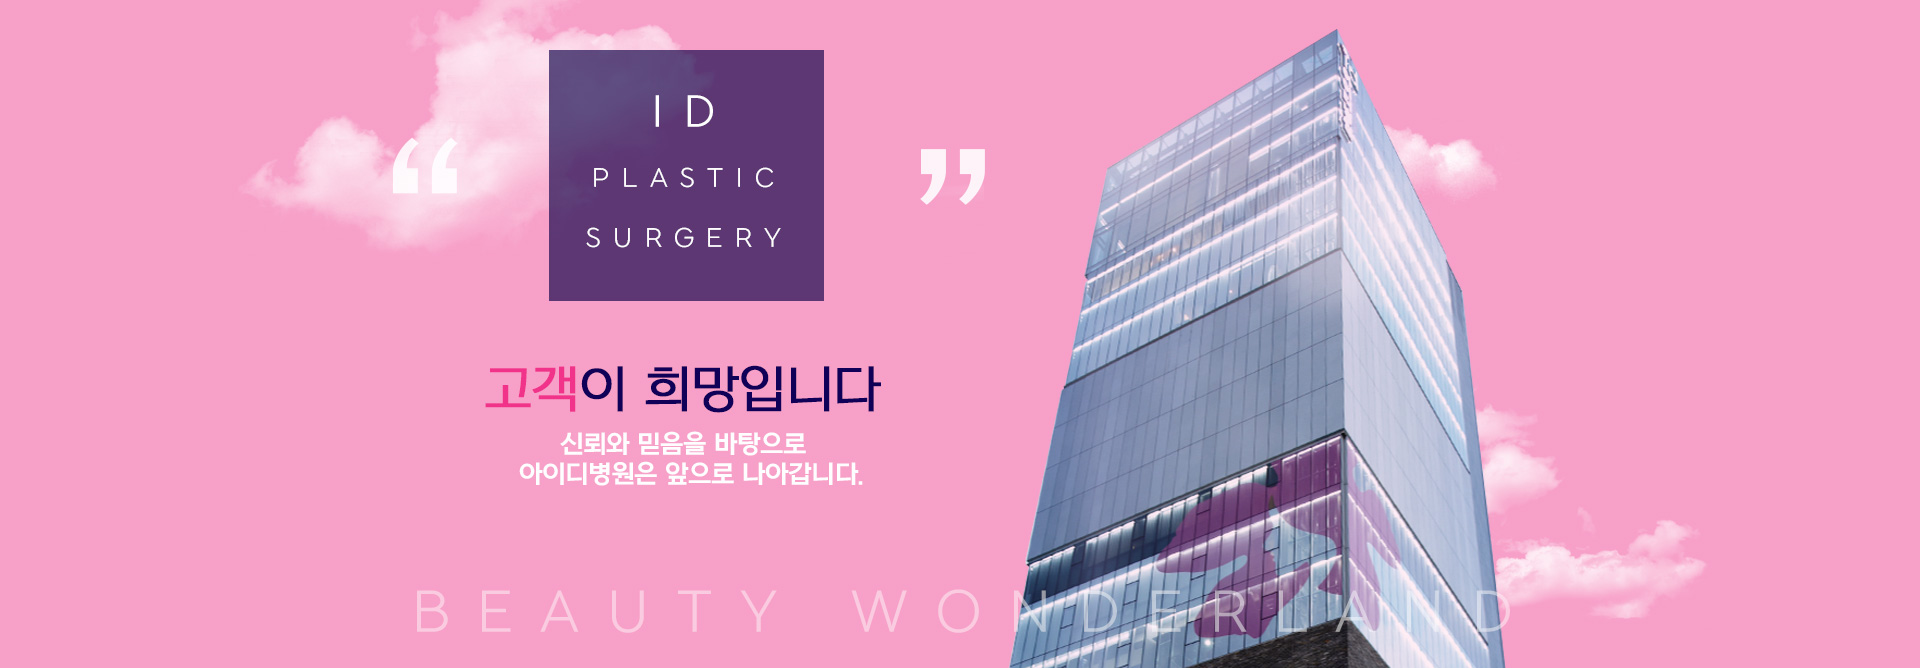 “
ID
PLASTIC
SURGERY
”
고객이 희망입니다
신뢰와 믿음을 바탕으로
아이디병원은 앞으로 나아갑니다.
BEAUTY WONDERLAND